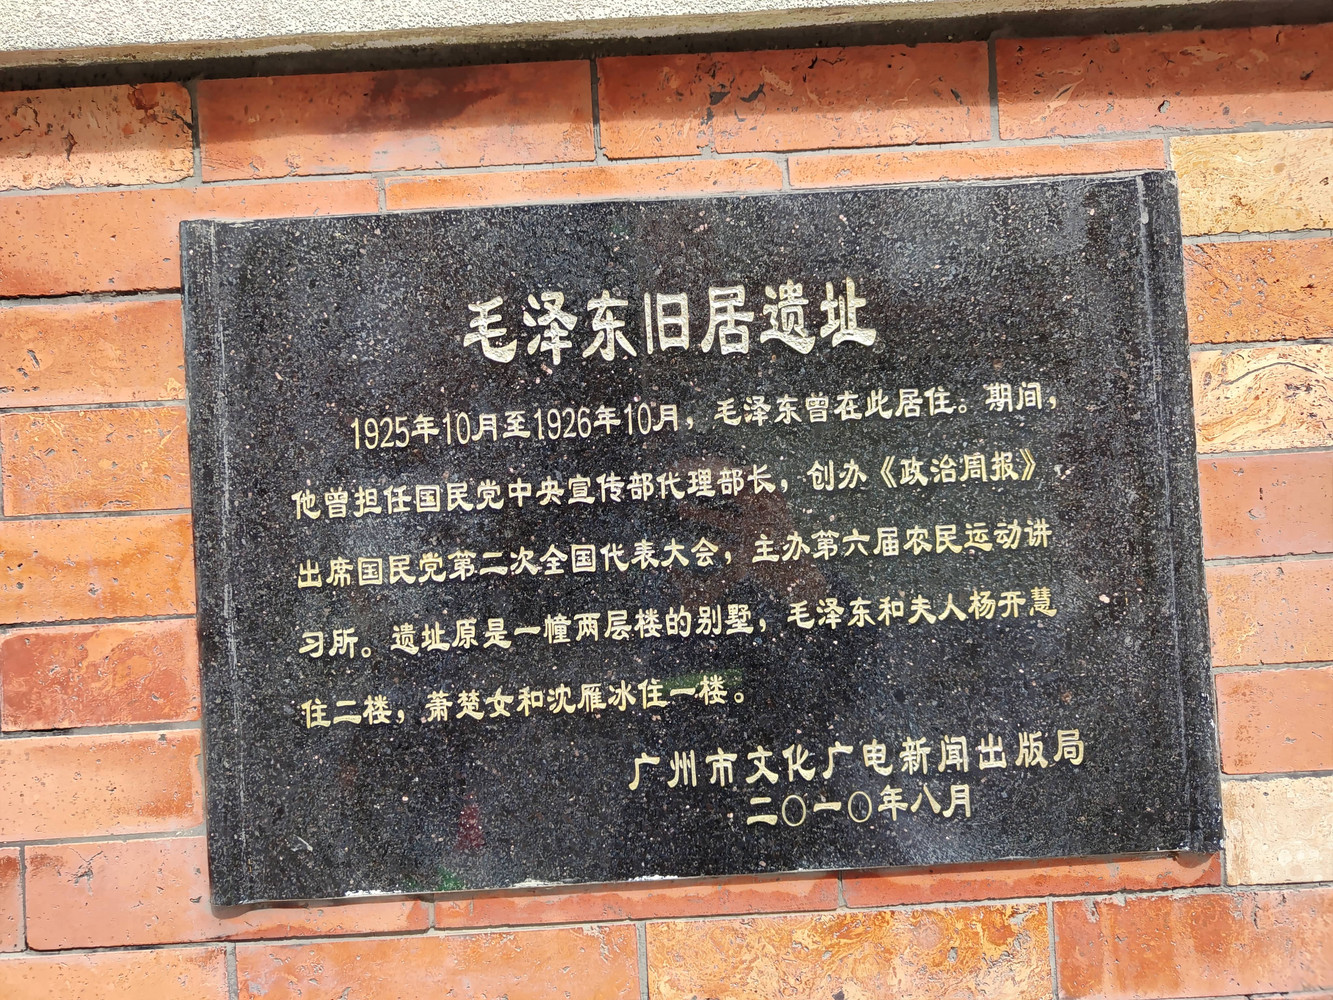 毛泽东旧居遗址
1925年10月至1926年10月，毛泽东曾在此居住。期间，
他曾担任国民党中央宣传部代理部长，创办《政治周报》
出席国民党第二次全国代表大会，主办第六届农民运动讲
习所。遗址原是一幢两层楼的别墅，毛泽东和夫人杨开慧
住二楼，萧楚女和沈雁冰住一楼。
广州市文化广电新闻出版局
二〇一〇年八月